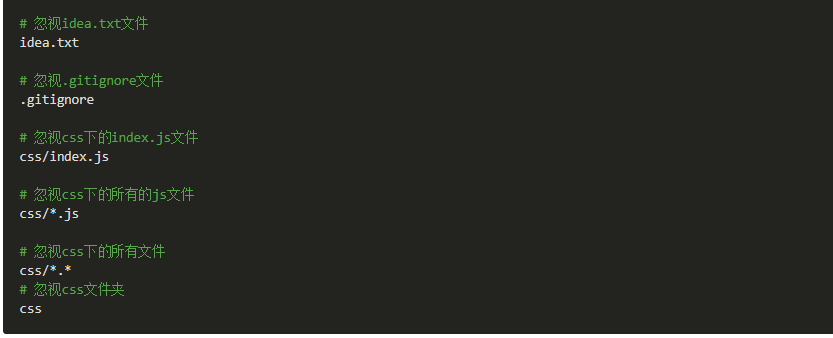 # 忽视idea.txt文件
idea.txt
# 忽视.gitignore文件
.gitignore
# 忽视css下的index.js文件
css/index.js
# 忽视css下的所有的js文件
css/*.js
# 忽视css下的所有文件
css/*.*
# 忽视css文件夹
css